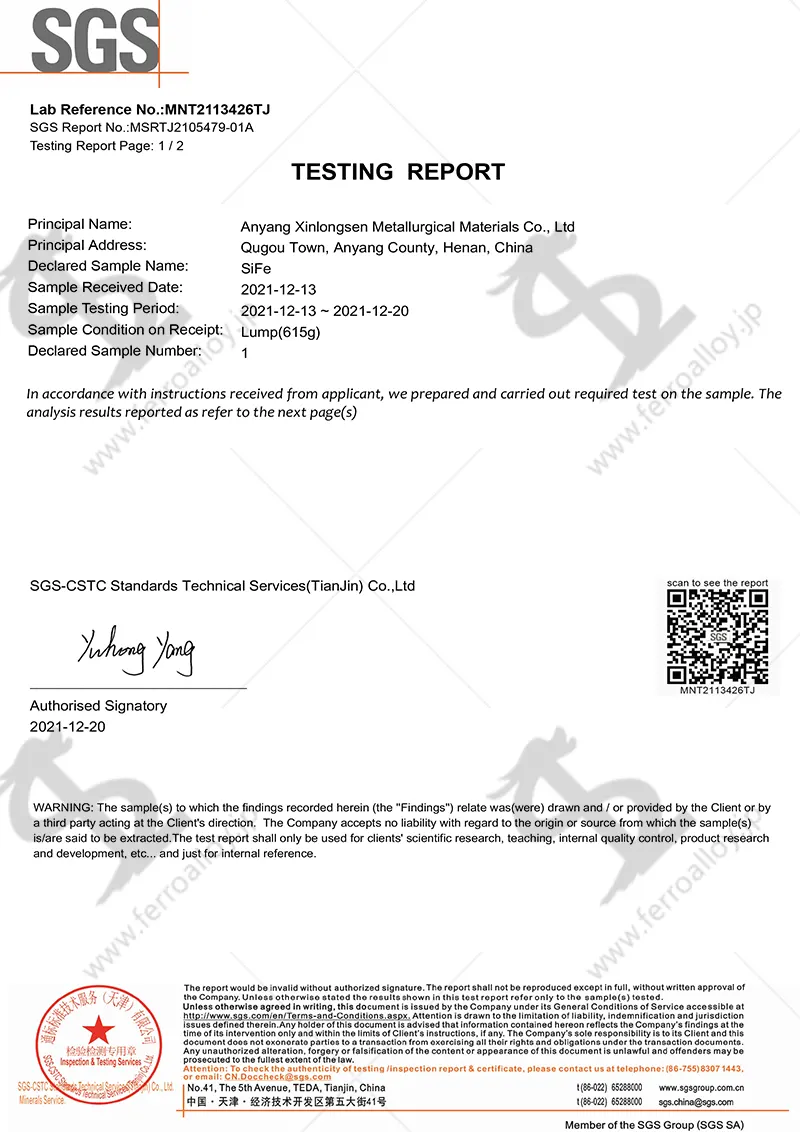 SGS
Lab Reference No.:MNT2113426TJ
SGS Report No.:MSRTJ2105479-01A
Testing Report Page: 1 / 2
TESTING REPORT
Principal Name: Anyang Xinlongsen Metallurgical Materials Co., Ltd
Principal Address: Qugou Town, Anyang County, Henan, China
Declared Sample Name: SiFe
Sample Received Date: 2021-12-13
Sample Testing Period: 2021-12-13 ~ 2021-12-20
Sample Condition on Receipt: Lump(615g)
Declared Sample Number: 1
In accordance with instructions received from applicant, we prepared and carried out required test on the sample. The
analysis results reported as refer to the next page(s)
www.ferroalloy.jp
www.ferroalloy.jp
SGS-CSTC Standards Technical Services(TianJin) Co.,Ltd
scan to see the report
SGS
MNT2113426TJ
Yuhong Yang
Authorised Signatory
2021-12-20
WARNING: The sample(s) to which the findings recorded herein (the "Findings") relate was(were) drawn and / or provided by the Client or by
a third party acting at the Client's direction. The Company accepts no liability with regard to the origin or source from which the sample(s)
is/are said to be extracted.The test report shall only be used for clients' scientific research, teaching, internal quality control, product research
and development, etc... and just for internal reference.
www.ferroalloy.jp
www.ferroalloy.jp
The report would be invalid without authorized signature. The report shall not be reproduced except in full, without written approval of
the Company. Unless otherwise stated the results shown in this test report refer only to the sample(s) tested.
Unless otherwise agreed in writing, this document is issued by the Company under its General Conditions of Service accessible at
http://www.sgs.com/en/Terms-and-Conditions.aspx. Attention is drawn to the limitation of liability, indemnification and jurisdiction
issues defined therein.Any holder of this document is advised that information contained hereon reflects the Company's findings at the
time of its intervention only and within the limits of Client's instructions, if any. The Company's sole responsibility is to its Client and this
document does not exonerate parties to a transaction from exercising all their rights and obligations under the transaction documents.
Any unauthorized alteration, forgery or falsification of the content or appearance of this document is unlawful and offenders may be
prosecuted to the fullest extent of the law.
Attention: To check the authenticity of testing /inspection report & certificate, please contact us at telephone: (86-755) 8307 1443,
or email: CN.Doccheck@sgs.com
通标标准技术服务（天津）有限公司
检验检测专用章
Inspection & Testing Services
SGS-CSTC Standards Technical Services (Tianjin) Co., Ltd.
SGS-CSTC Standards Technical Services (Tianjin) Co., Ltd.
Minerals Service.
No.41, The 5th Avenue, TEDA, Tianjin, China t (86-022) 65288000 www.sgsgroup.com.cn
中国・天津・经济技术开发区第五大街41号 t (86-022) 65288000 sgs.china@sgs.com
Member of the SGS Group (SGS SA)